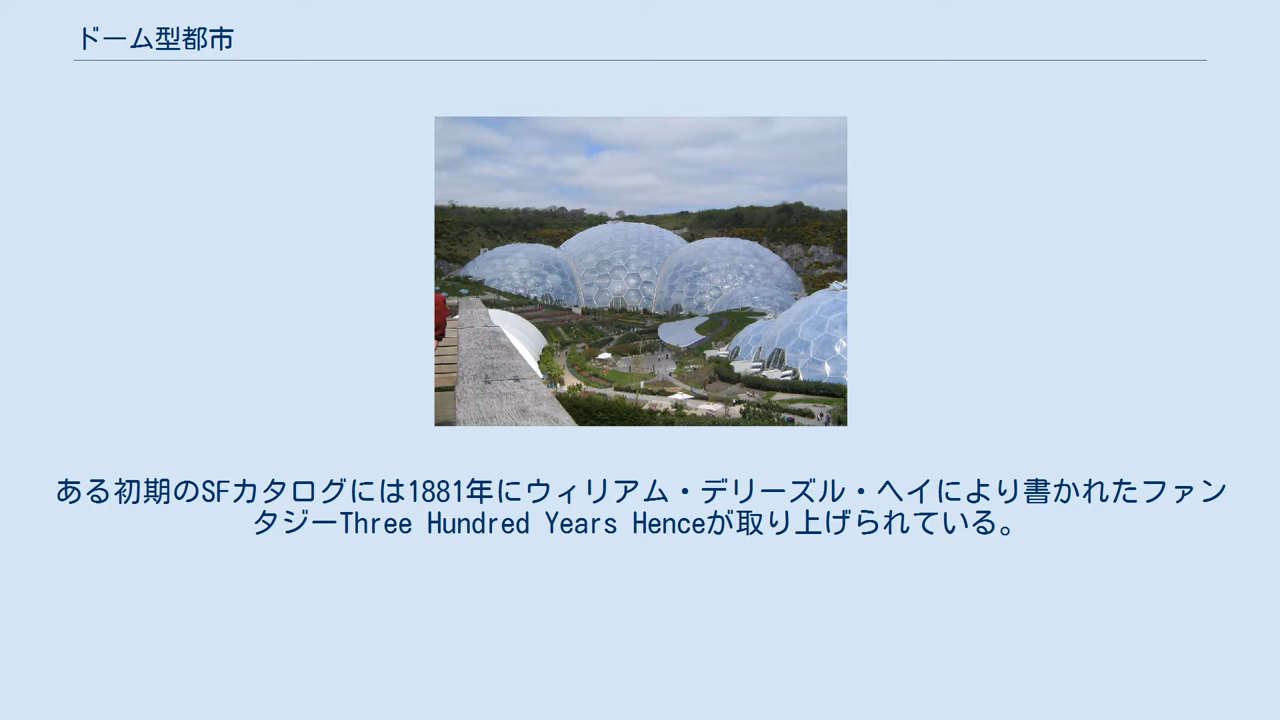 ドーム型都市
ある初期のSFカタログには1881年にウィリアム・デリーズル・ヘイにより書かれたファン
タジーThree Hundred Years Henceが取り上げられている。